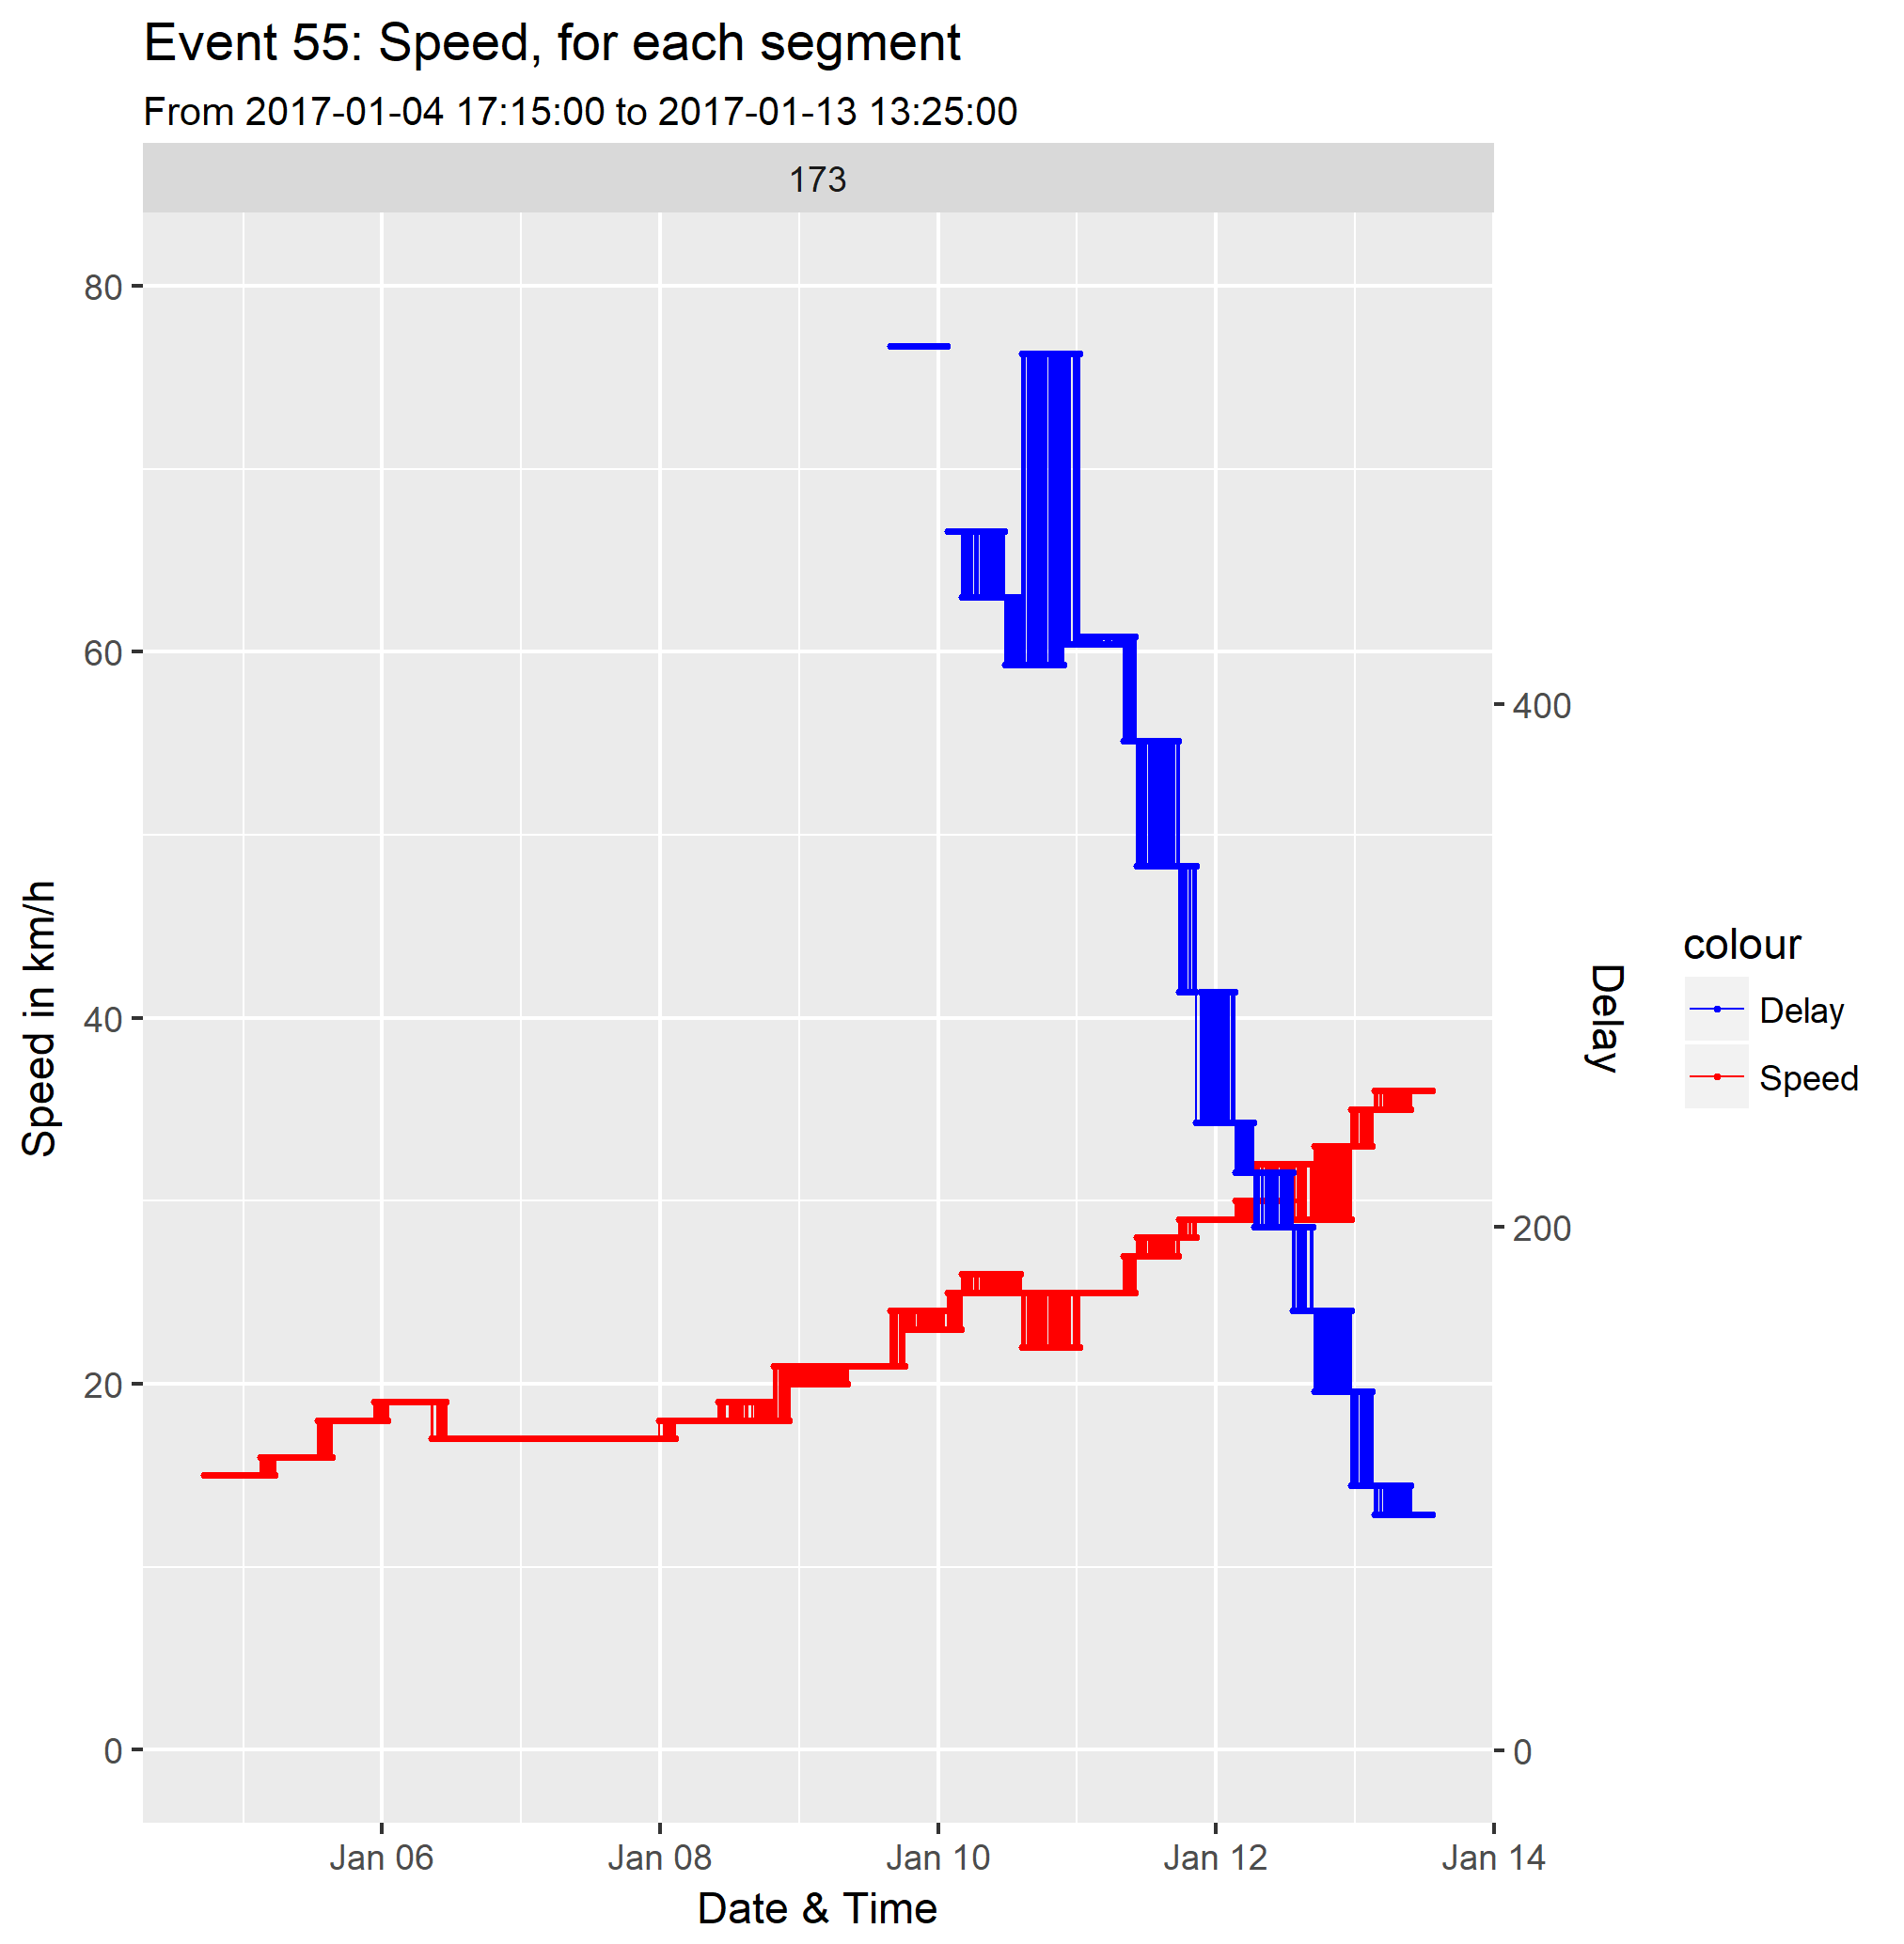 Event 55: Speed, for each segment
From 2017-01-04 17:15:00 to 2017-01-13 13:25:00
173
80
60
40
20
0
Speed in km/h
400
200
0
Delay
Jan 06
Jan 08
Jan 10
Jan 12
Jan 14
Date & Time
colour
Delay
Speed